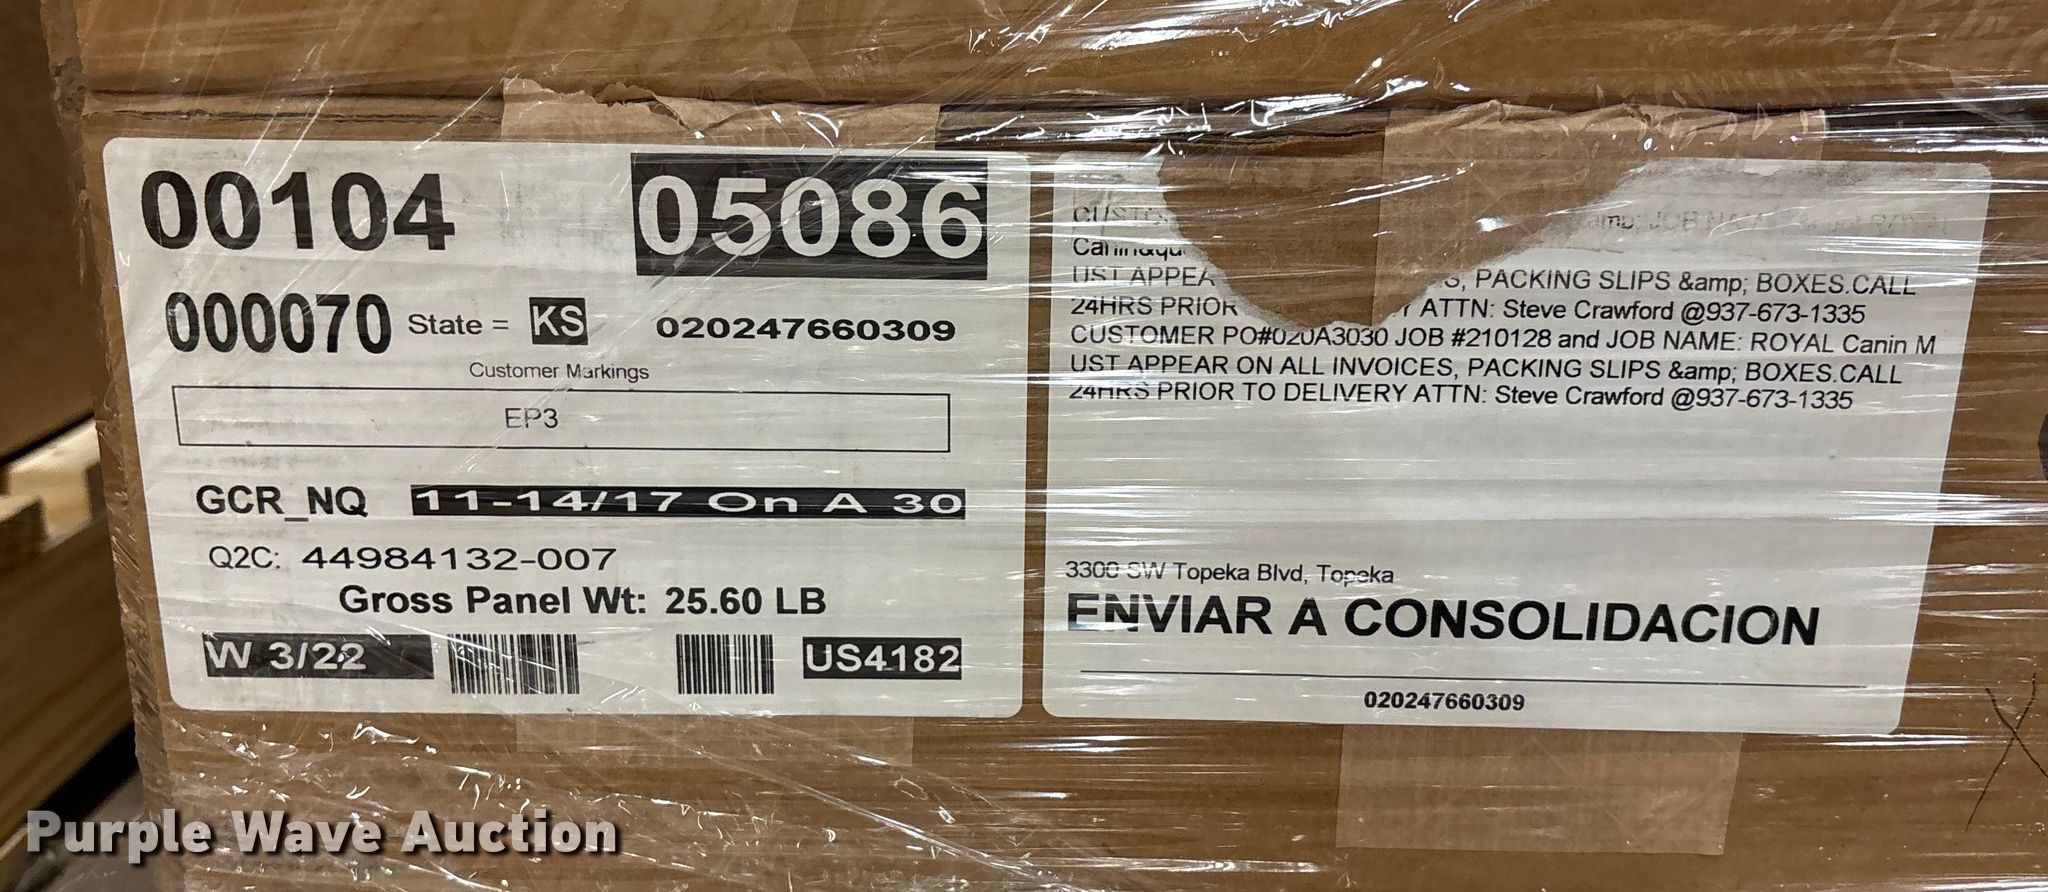 00104 05086
000070 State = KS 020247660309
Customer Markings
EP3
GCR_NQ 11-14/17 On A 30
Q2C: 44984132-007
Gross Panel Wt: 25.60 LB
W 3/22 US4182
UST APPEA
PACKING SLIPS &amp; BOXES.CALL
24HRS PRIOR ATTN: Steve Crawford @937-673-1335
CUSTOMER PO#020A3030 JOB #210128 and JOB NAME: ROYAL Canin M
UST APPEAR ON ALL INVOICES, PACKING SLIPS &amp; BOXES.CALL
24HRS PRIOR TO DELIVERY ATTN: Steve Crawford @937-673-1335
3300 SW Topeka Blvd, Topeka
ENVIAR A CONSOLIDACION
020247660309
Purple Wave Auction